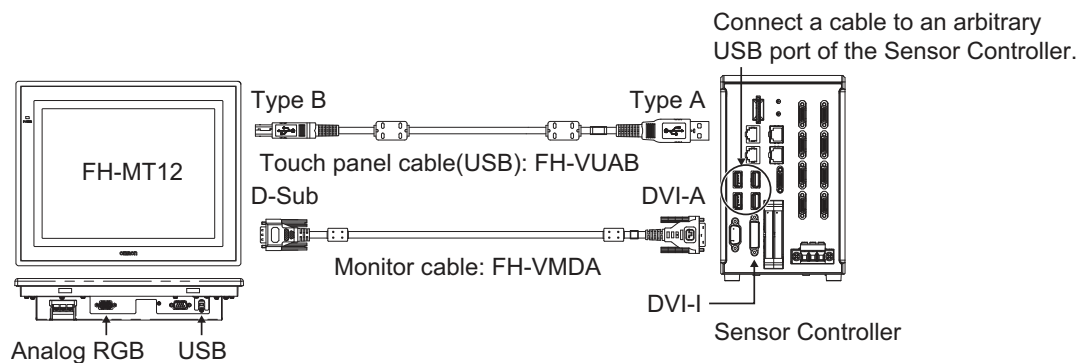 Connect a cable to an arbitrary
USB port of the Sensor Controller.
Type B
Type A
FH-MT12
Touch panel cable(USB): FH-VUAB
D-Sub
DVI-A
OMRON
Monitor cable: FH-VMDA
DVI-I
Sensor Controller
Analog RGB
USB